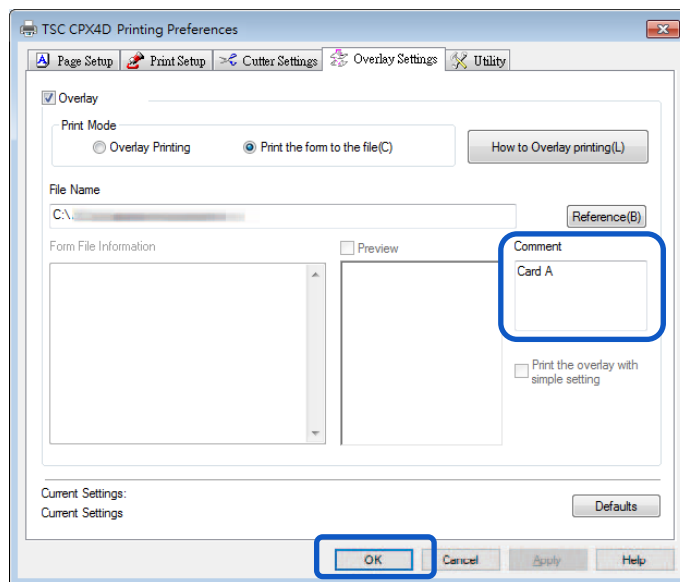 TSC CPX4D Printing Preferences
Page Setup Print Setup Cutter Settings Overlay Settings Utility
Overlay
Print Mode
Overlay Printing Print the form to the file(C) How to Overlay printing(L)
File Name
C:\ Reference(B)
Form File Information Preview Comment
Card A
Print the overlay with
simple setting
Current Settings:
Current Settings
Defaults
OK Cancel Apply Help